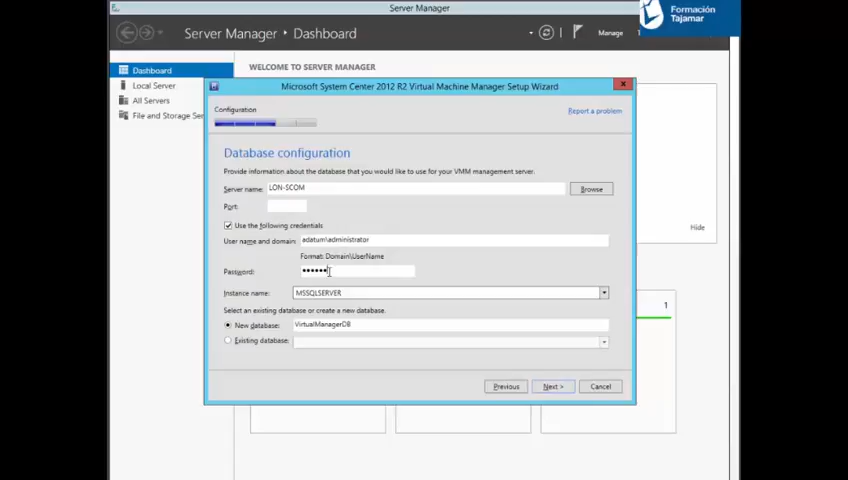 Server Manager
Formación
Tajamar
Server Manager • Dashboard
Manage
Dashboard
Local Server
All Servers
File and Storage Ser
WELCOME TO SERVER MANAGER
Microsoft System Center 2012 R2 Virtual Machine Manager Setup Wizard
Configuration
Report a problem
Database configuration
Provide information about the database that you would like to use for your VMM management server.
Server name: LON-SCOM
Browse
Port:
Use the following credentials
Hide
User name and domain: adatum\administrator
Format: Domain\UserName
Password: ••••••
Instance name: MSSQLSERVER
1
Select an existing database or create a new database.
New database: VirtualManagerDB
Existing database:
Previous Next > Cancel